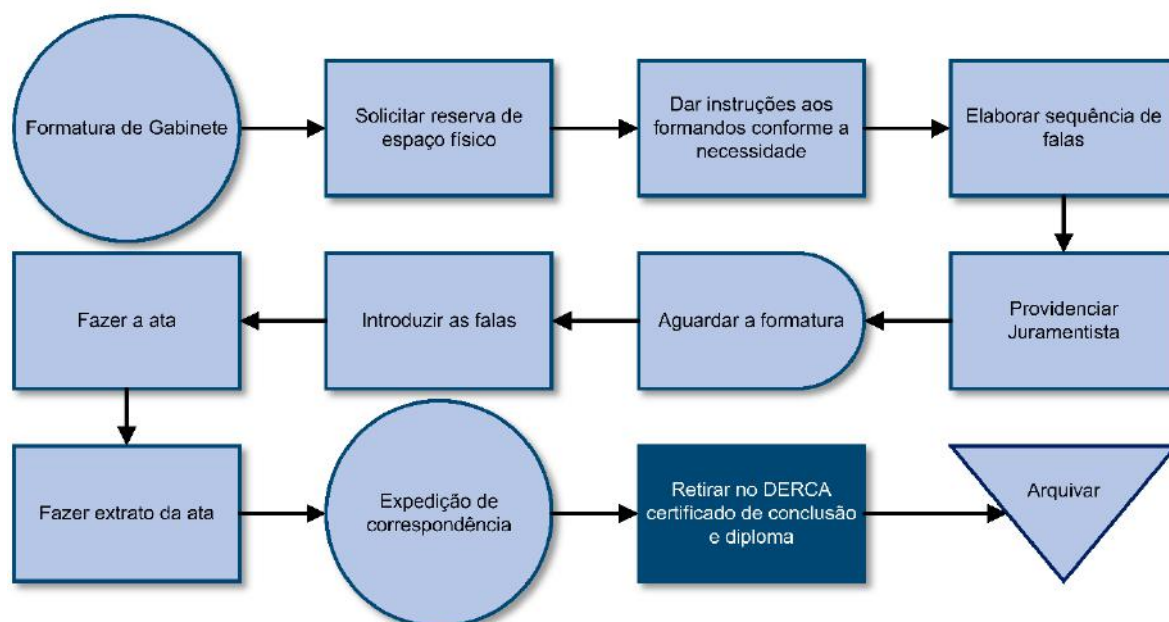 Formatura de Gabinete
Solicitar reserva de
espaço físico
Dar instruções aos
formandos conforme a
necessidade
Elaborar sequência de
falas
Providenciar
Juramentista
Aguardar a formatura
Introduzir as falas
Fazer a ata
Fazer extrato da ata
Expedição de
correspondência
Retirar no DERCA
certificado de conclusão
e diploma
Arquivar